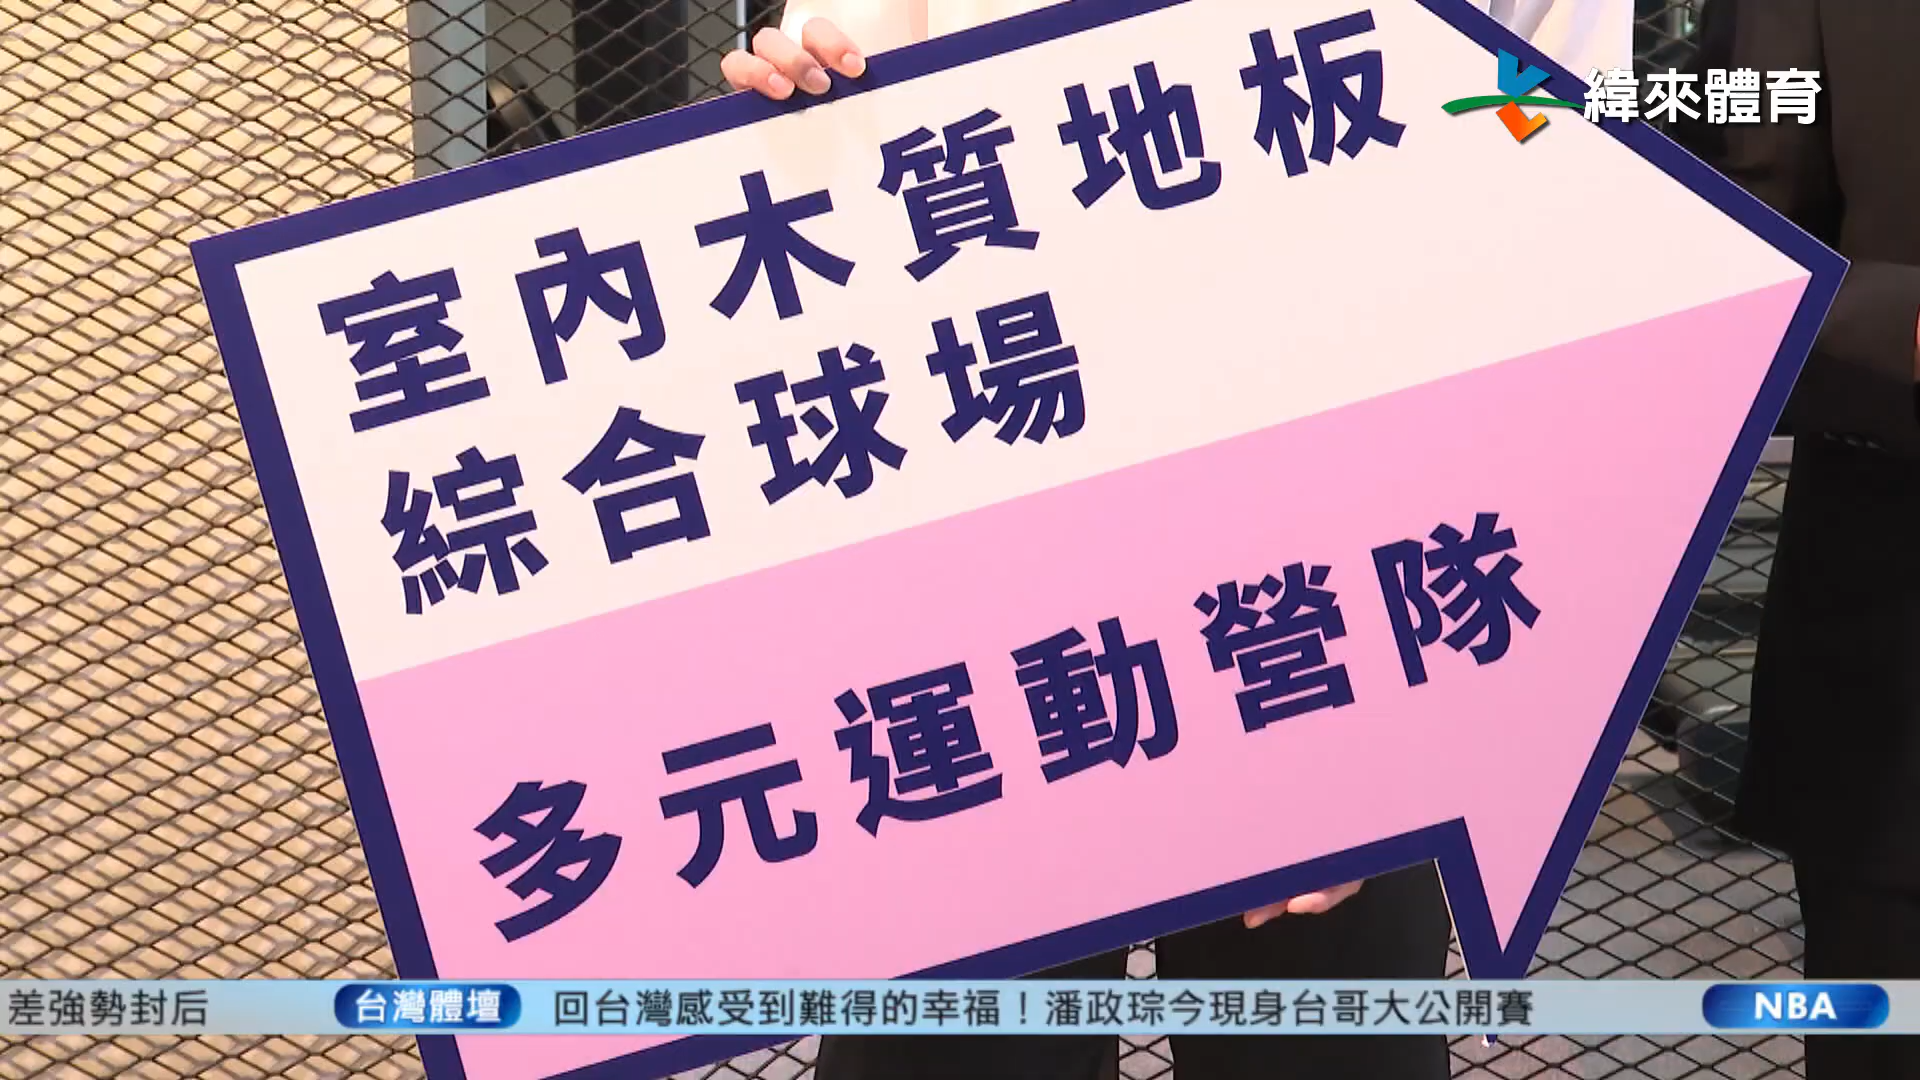 緯來體育
室內木質地板
綜合球場
多元運動營隊
差強勢封后 台灣體壇 回台灣感受到難得的幸福！潘政琮今現身台哥大公開賽 NBA